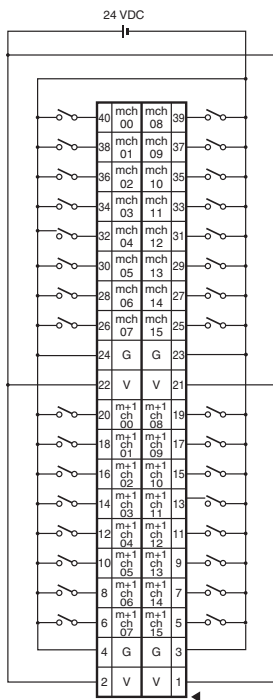 24 VDC
40 mch 00 mch 08 39
38 mch 01 mch 09 37
36 mch 02 mch 10 35
34 mch 03 mch 11 33
32 mch 04 mch 12 31
30 mch 05 mch 13 29
28 mch 06 mch 14 27
26 mch 07 mch 15 25
24 G G 23
22 V V 21
20 m+1 ch 00 m+1 ch 08 19
18 m+1 ch 01 m+1 ch 09 17
16 m+1 ch 02 m+1 ch 10 15
14 m+1 ch 03 m+1 ch 11 13
12 m+1 ch 04 m+1 ch 12 11
10 m+1 ch 05 m+1 ch 13 9
8 m+1 ch 06 m+1 ch 14 7
6 m+1 ch 07 m+1 ch 15 5
4 G G 3
2 V V 1